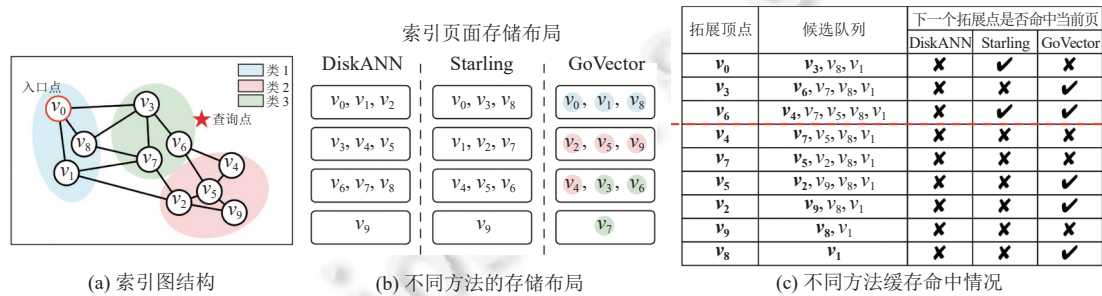 类 1
类 2
类 3
入口点
查询点
v0
v3
v8
v6
v4
v7
v1
v5
v2
v9
(a) 索引图结构
索引页面存储布局
DiskANN Starling GoVector
v0, v1, v2 v0, v3, v8 v0, v1, v8
v3, v4, v5 v1, v2, v7 v2, v5, v9
v6, v7, v8 v4, v5, v6 v4, v3, v6
v9 v9 v7
(b) 不同方法的存储布局
拓展顶点 候选队列 下一个拓展点是否命中当前页
DiskANN Starling GoVector
v0 v3, v8, v1 ✘ ✔ ✘
v3 v6, v7, v8, v1 ✘ ✘ ✔
v6 v4, v7, v5, v8, v1 ✘ ✔ ✔
v4 v7, v5, v8, v1 ✘ ✘ ✘
v7 v5, v2, v8, v1 ✘ ✘ ✘
v5 v2, v9, v8, v1 ✘ ✘ ✔
v2 v9, v8, v1 ✘ ✘ ✔
v9 v8, v1 ✘ ✘ ✘
v8 v1 ✘ ✘ ✔
(c) 不同方法缓存命中情况